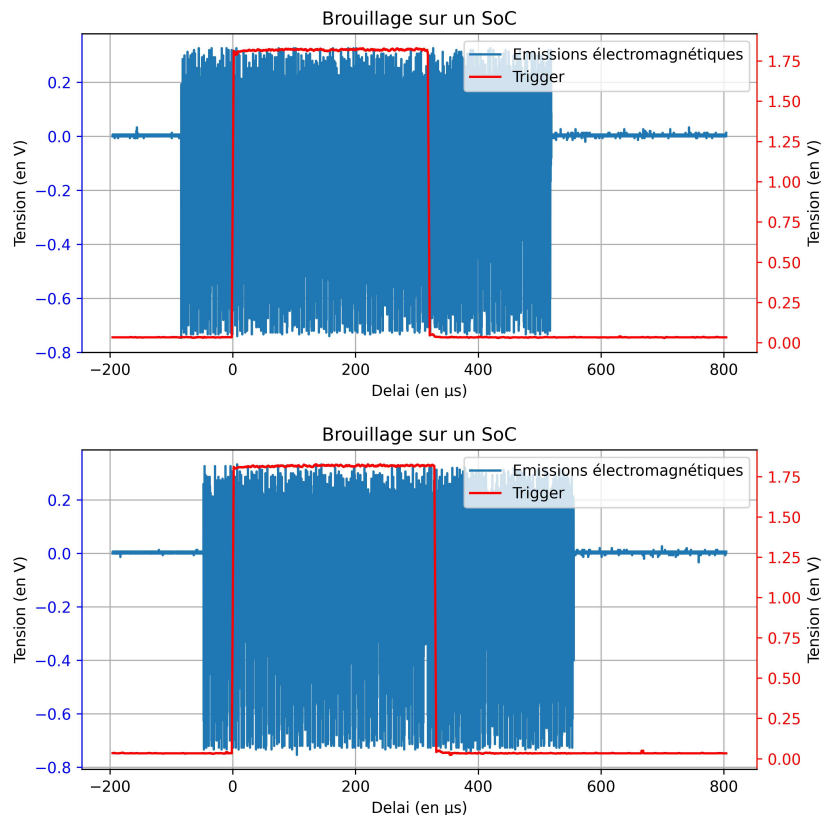 Brouillage sur un SoC
Emissions électromagnétiques
Trigger
0.2
0.0
−0.2
−0.4
−0.6
−0.8
Tension (en V)
1.75
1.50
1.25
1.00
0.75
0.50
0.25
0.00
Tension (en V)
−200 0 200 400 600 800
Delai (en µs)
Brouillage sur un SoC
Emissions électromagnétiques
Trigger
0.2
0.0
−0.2
−0.4
−0.6
−0.8
Tension (en V)
1.75
1.50
1.25
1.00
0.75
0.50
0.25
0.00
Tension (en V)
−200 0 200 400 600 800
Delai (en µs)